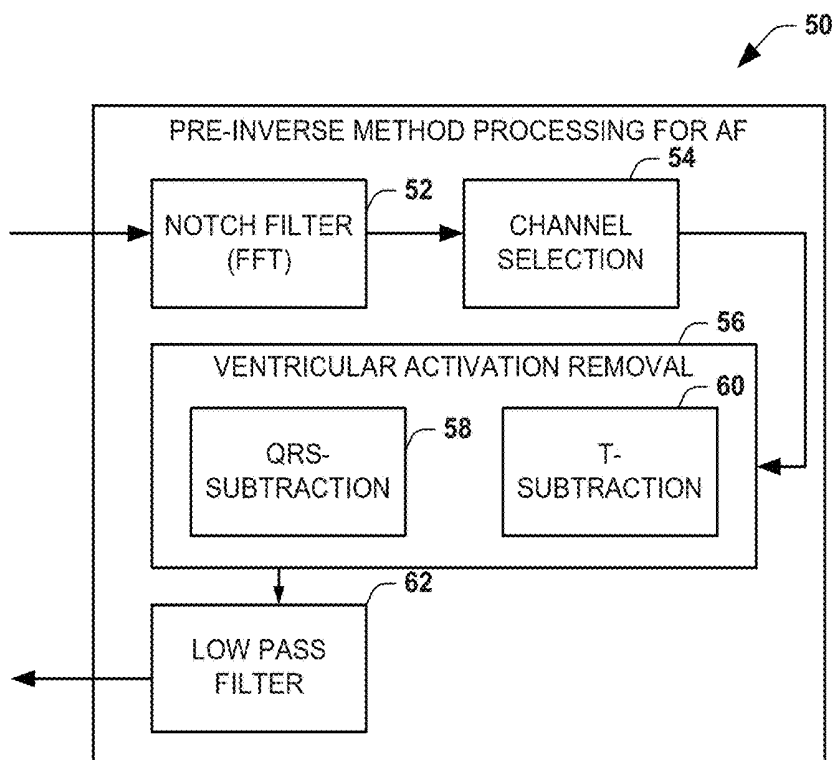 50
PRE-INVERSE METHOD PROCESSING FOR AF
54
52
NOTCH FILTER
(FFT)
CHANNEL
SELECTION
56
VENTRICULAR ACTIVATION REMOVAL
60
58
QRS-
SUBTRACTION
T-
SUBTRACTION
62
LOW PASS
FILTER